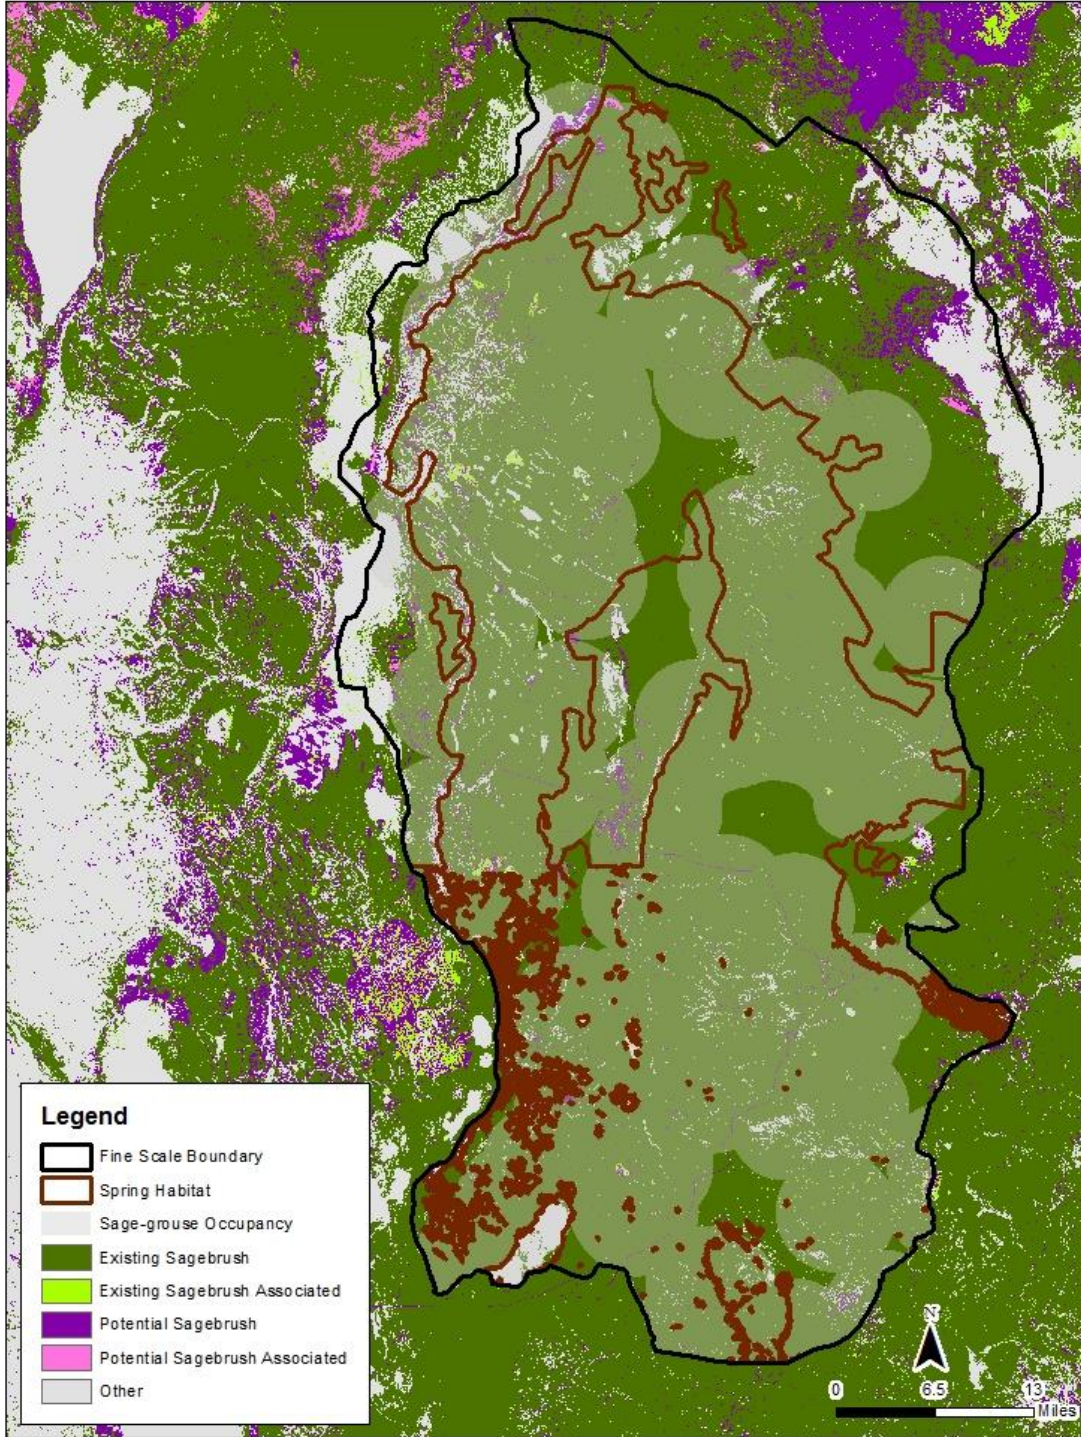 Legend
Fine Scale Boundary
Spring Habitat
Sage-grouse Occupancy
Existing Sagebrush
Existing Sagebrush Associated
Potential Sagebrush
Potential Sagebrush Associated
Other
N
0 6.5 13
Miles